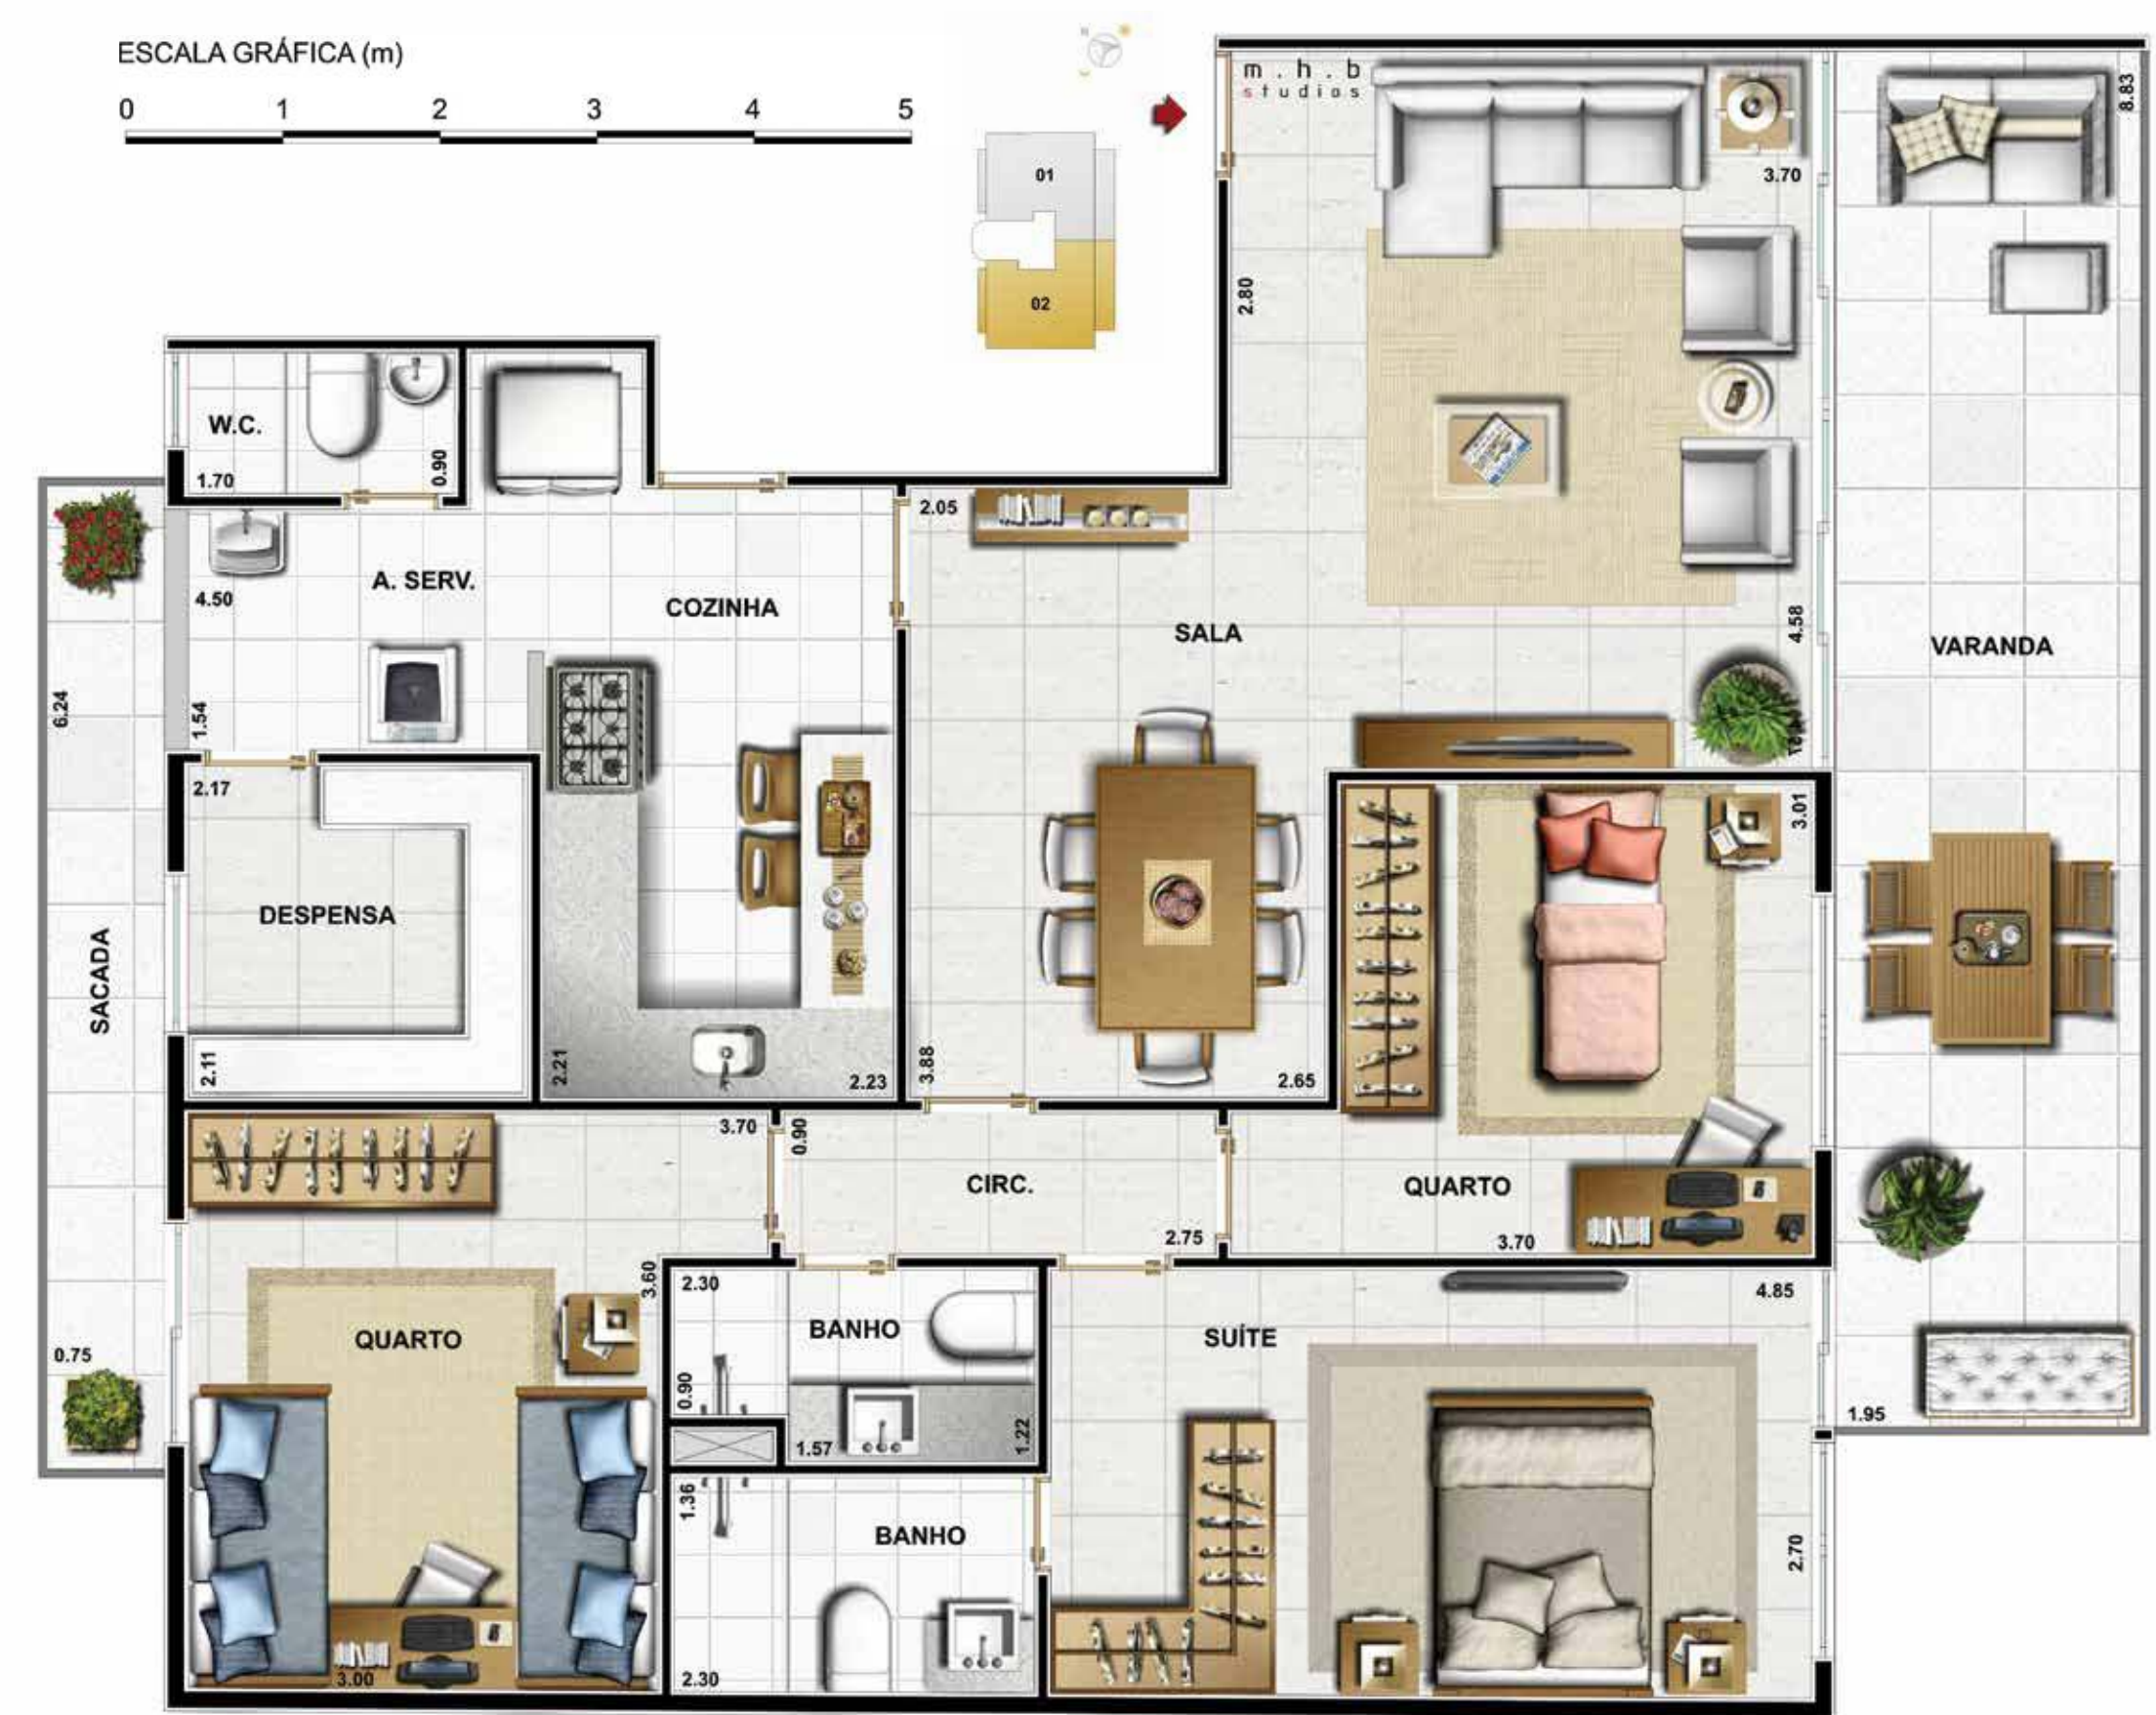 ESCALA GRÁFICA (m)
0 1 2 3 4 5
01
02
m.h.b
studios
3.70
8.83
2.80
W.C.
1.70
0.90
2.05
4.50
A. SERV.
COZINHA
SALA
4.58
VARANDA
6.24
1.54
2.17
3.01
DESPENSA
SACADA
2.11
2.21
2.23
3.88
2.65
3.70
0.90
CIRC.
2.75
QUARTO
3.70
3.60
2.30
BANHO
SUÍTE
4.85
QUARTO
0.75
0.90
1.57
1.22
1.95
1.36
BANHO
2.70
2.30
3.00